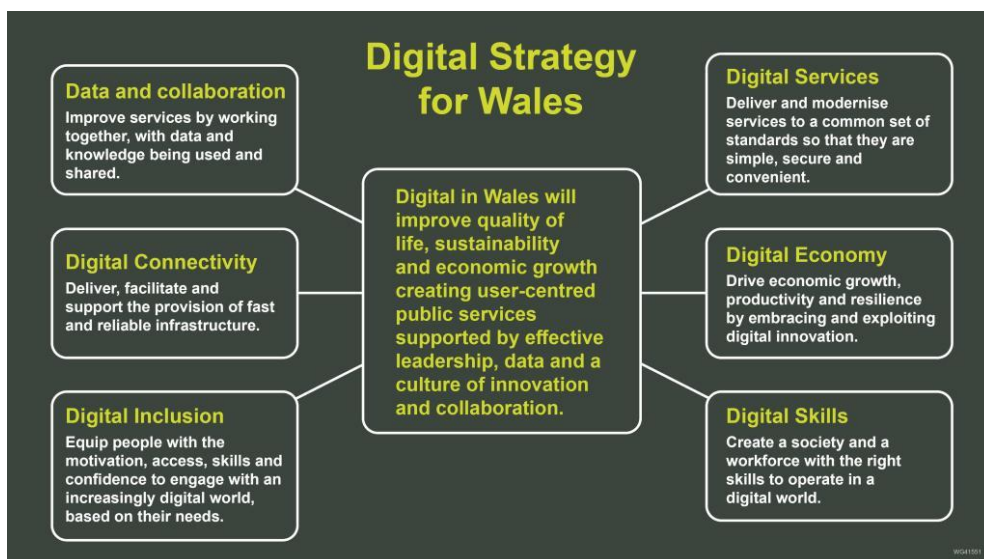 Digital Strategy
for Wales
Data and collaboration
Improve services by working
together, with data and
knowledge being used and
shared.
Digital Connectivity
Deliver, facilitate and
support the provision of fast
and reliable infrastructure.
Digital Inclusion
Equip people with the
motivation, access, skills and
confidence to engage with an
increasingly digital world,
based on their needs.
Digital in Wales will
improve quality of
life, sustainability
and economic growth
creating user-centred
public services
supported by effective
leadership, data and a
culture of innovation
and collaboration.
Digital Services
Deliver and modernise
services to a common set of
standards so that they are
simple, secure and
convenient.
Digital Economy
Drive economic growth,
productivity and resilience
by embracing and exploiting
digital innovation.
Digital Skills
Create a society and a
workforce with the right
skills to operate in a
digital world.
WG41551